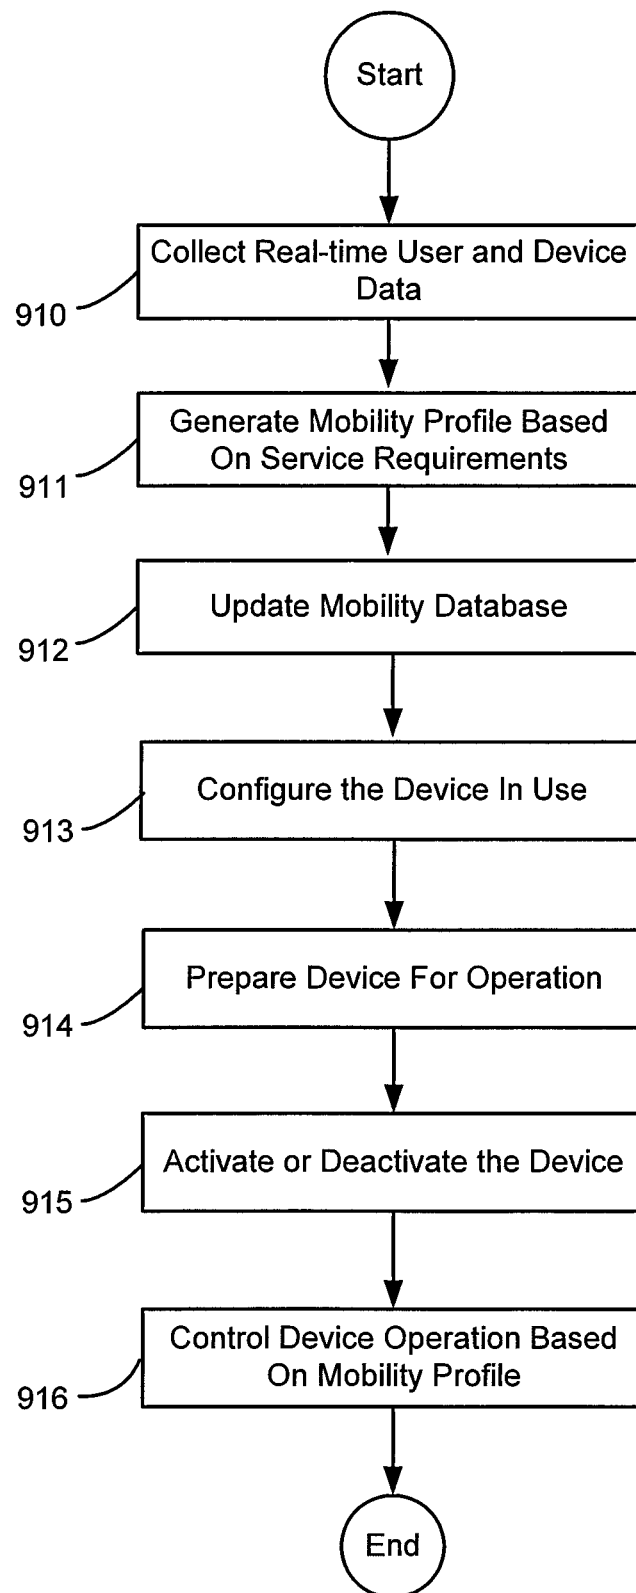 Start
Collect Real-time User and Device
Data
910
Generate Mobility Profile Based
On Service Requirements
911
Update Mobility Database
912
Configure the Device In Use
913
Prepare Device For Operation
914
Activate or Deactivate the Device
915
Control Device Operation Based
On Mobility Profile
916
End